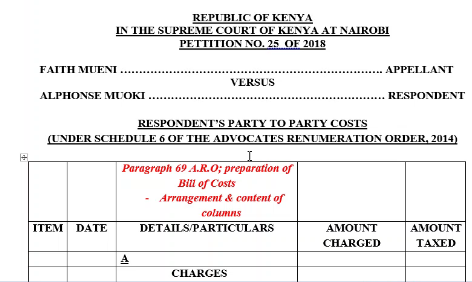 REPUBLIC OF KENYA
IN THE SUPREME COURT OF KENYA AT NAIROBI
PETTITION NO. 25 OF 2018
FAITH MUENI ……………………………………………………… APPELLANT
VERSUS
ALPHONSE MUOKI ………………………………………………… RESPONDENT
RESPONDENT’S PARTY TO PARTY COSTS
(UNDER SCHEDULE 6 OF THE ADVOCATES RENUMERATION ORDER, 2014)
Paragraph 69 A.R.O; preparation of
Bill of Costs
- Arrangement & content of
columns
ITEM DATE DETAILS/PARTICULARS AMOUNT CHARGED AMOUNT TAXED
A
CHARGES